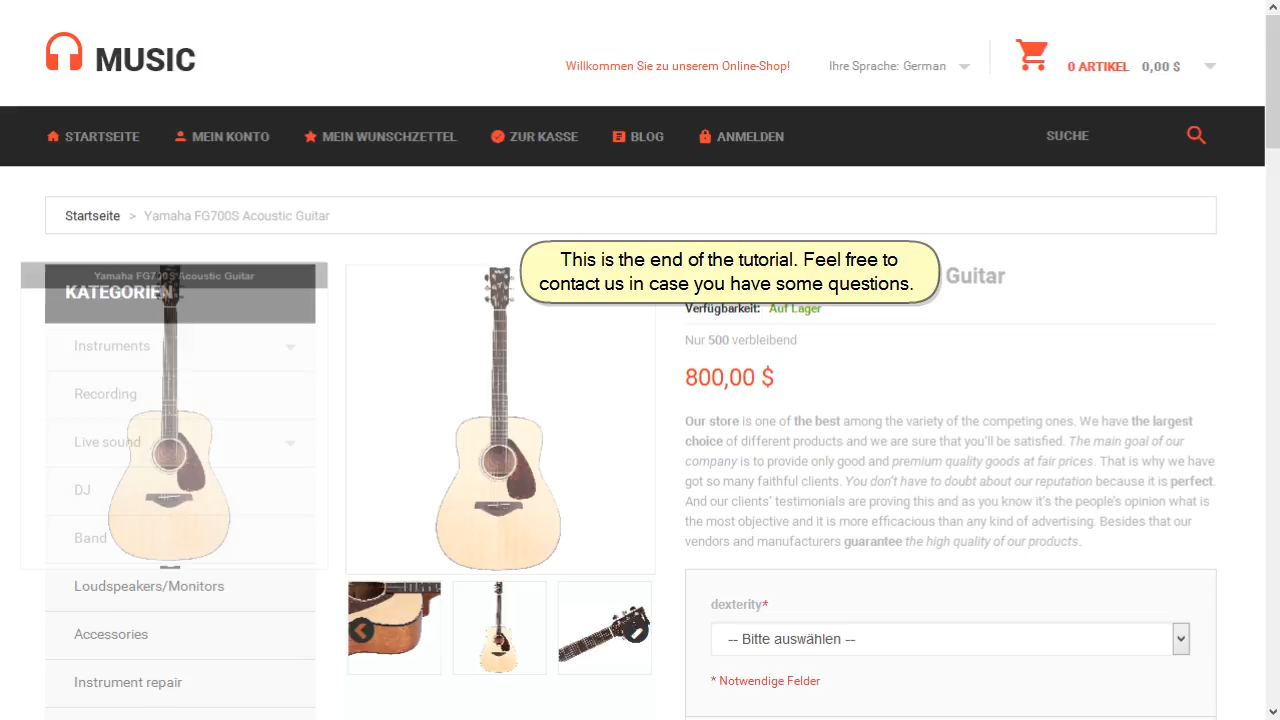 MUSIC
Willkommen Sie zu unserem Online-Shop!
Ihre Sprache: German
0 ARTIKEL 0,00 $
STARTSEITE MEIN KONTO MEIN WUNSCHZETTEL ZUR KASSE BLOG ANMELDEN SUCHE
Startseite > Yamaha FG700S Acoustic Guitar
Yamaha FG700S Acoustic Guitar
KATEGORIEN
Instruments
Recording
Live sound
DJ
Band
Loudspeakers/Monitors
Accessories
Instrument repair
This is the end of the tutorial. Feel free to
contact us in case you have some questions.
Guitar
Verfügbarkeit: Auf Lager
Nur 500 verbleibend
800,00 $
Our store is one of the best among the variety of the competing ones. We have the largest
choice of different products and we are sure that you'll be satisfied. The main goal of our
company is to provide only good and premium quality goods at fair prices. That is why we have
got so many faithful clients. You don't have to doubt about our reputation because it is perfect.
And our clients' testimonials are proving this and as you know it's the people's opinion what is
the most objective and it is more efficacious than any kind of advertising. Besides that our
vendors and manufacturers guarantee the high quality of our products.
dexterity*
-- Bitte auswählen --
* Notwendige Felder